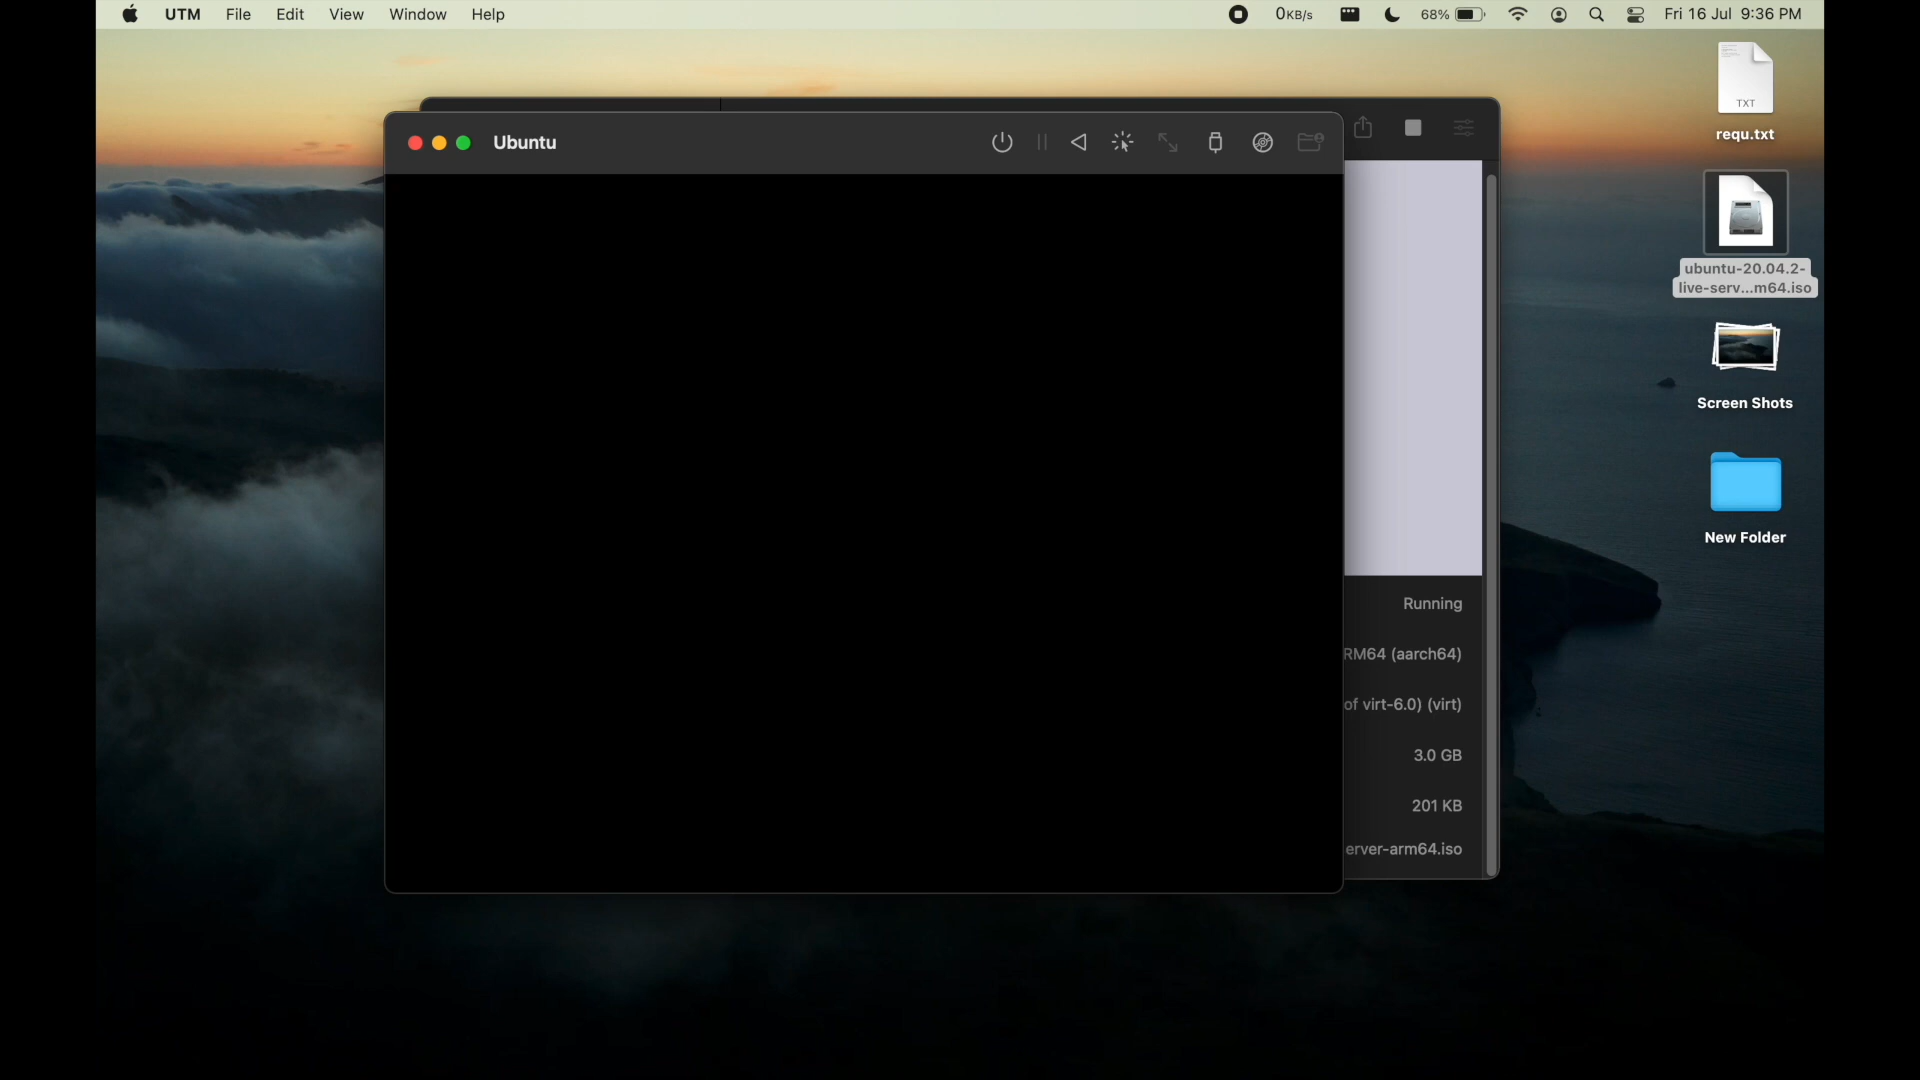 UTM File Edit View Window Help 0KB/s 68% Fri 16 Jul 9:36 PM
TXT
requ.txt
Ubuntu
ubuntu-20.04.2-
live-serv...m64.iso
Screen Shots
New Folder
Running
RM64 (aarch64)
of virt-6.0) (virt)
3.0 GB
201 KB
erver-arm64.iso